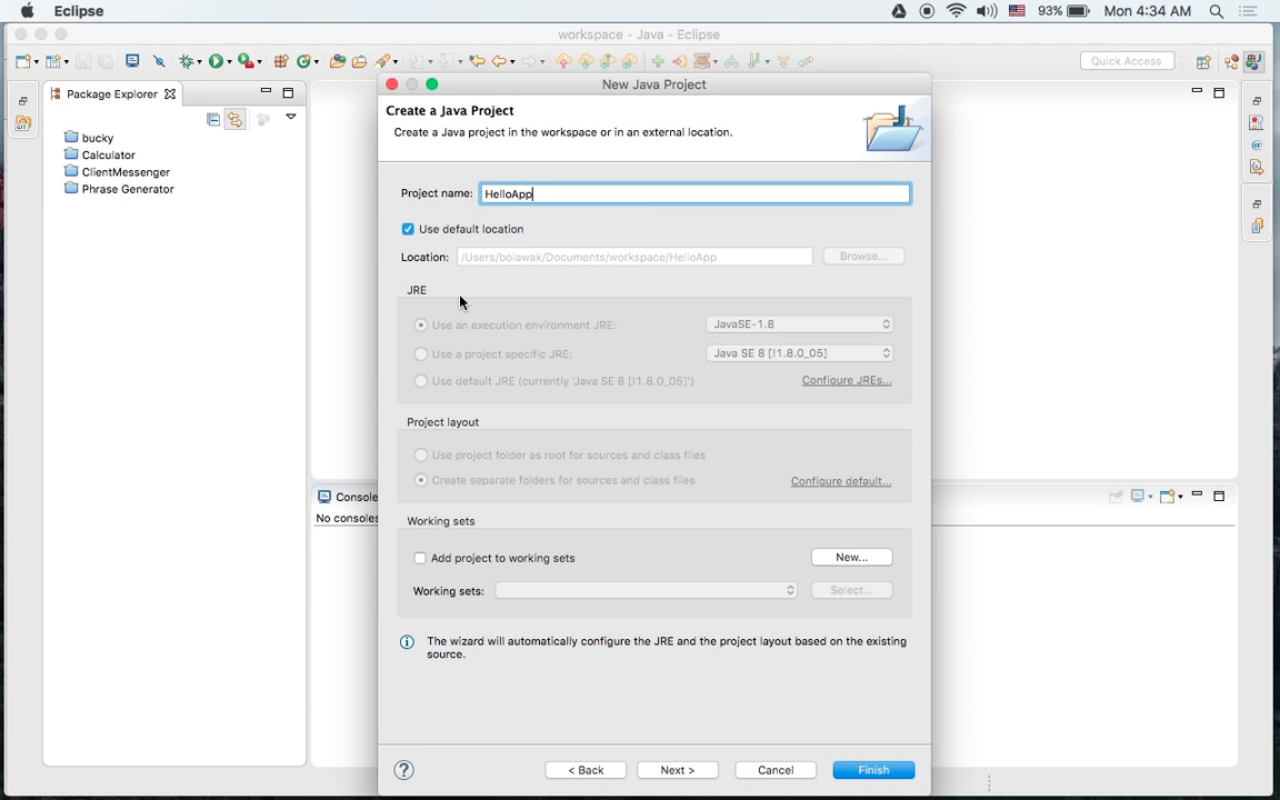 Eclipse
93% Mon 4:34 AM
workspace - Java - Eclipse
Quick Access
Package Explorer
bucky
Calculator
ClientMessenger
Phrase Generator
New Java Project
Create a Java Project
Create a Java project in the workspace or in an external location.
Project name: HelloApp
Use default location
Location: /Users/bolawak/Documents/workspace/HelloApp Browse...
JRE
Use an execution environment JRE: JavaSE-1.8
Use a project specific JRE: Java SE 8 [!1.8.0_05]
Use default JRE (currently 'Java SE 8 [!1.8.0_05]') Configure JREs...
Project layout
Use project folder as root for sources and class files
Create separate folders for sources and class files Configure default...
Console
No consoles
Working sets
Add project to working sets New...
Working sets: Select...
The wizard will automatically configure the JRE and the project layout based on the existing
source.
? < Back Next > Cancel Finish